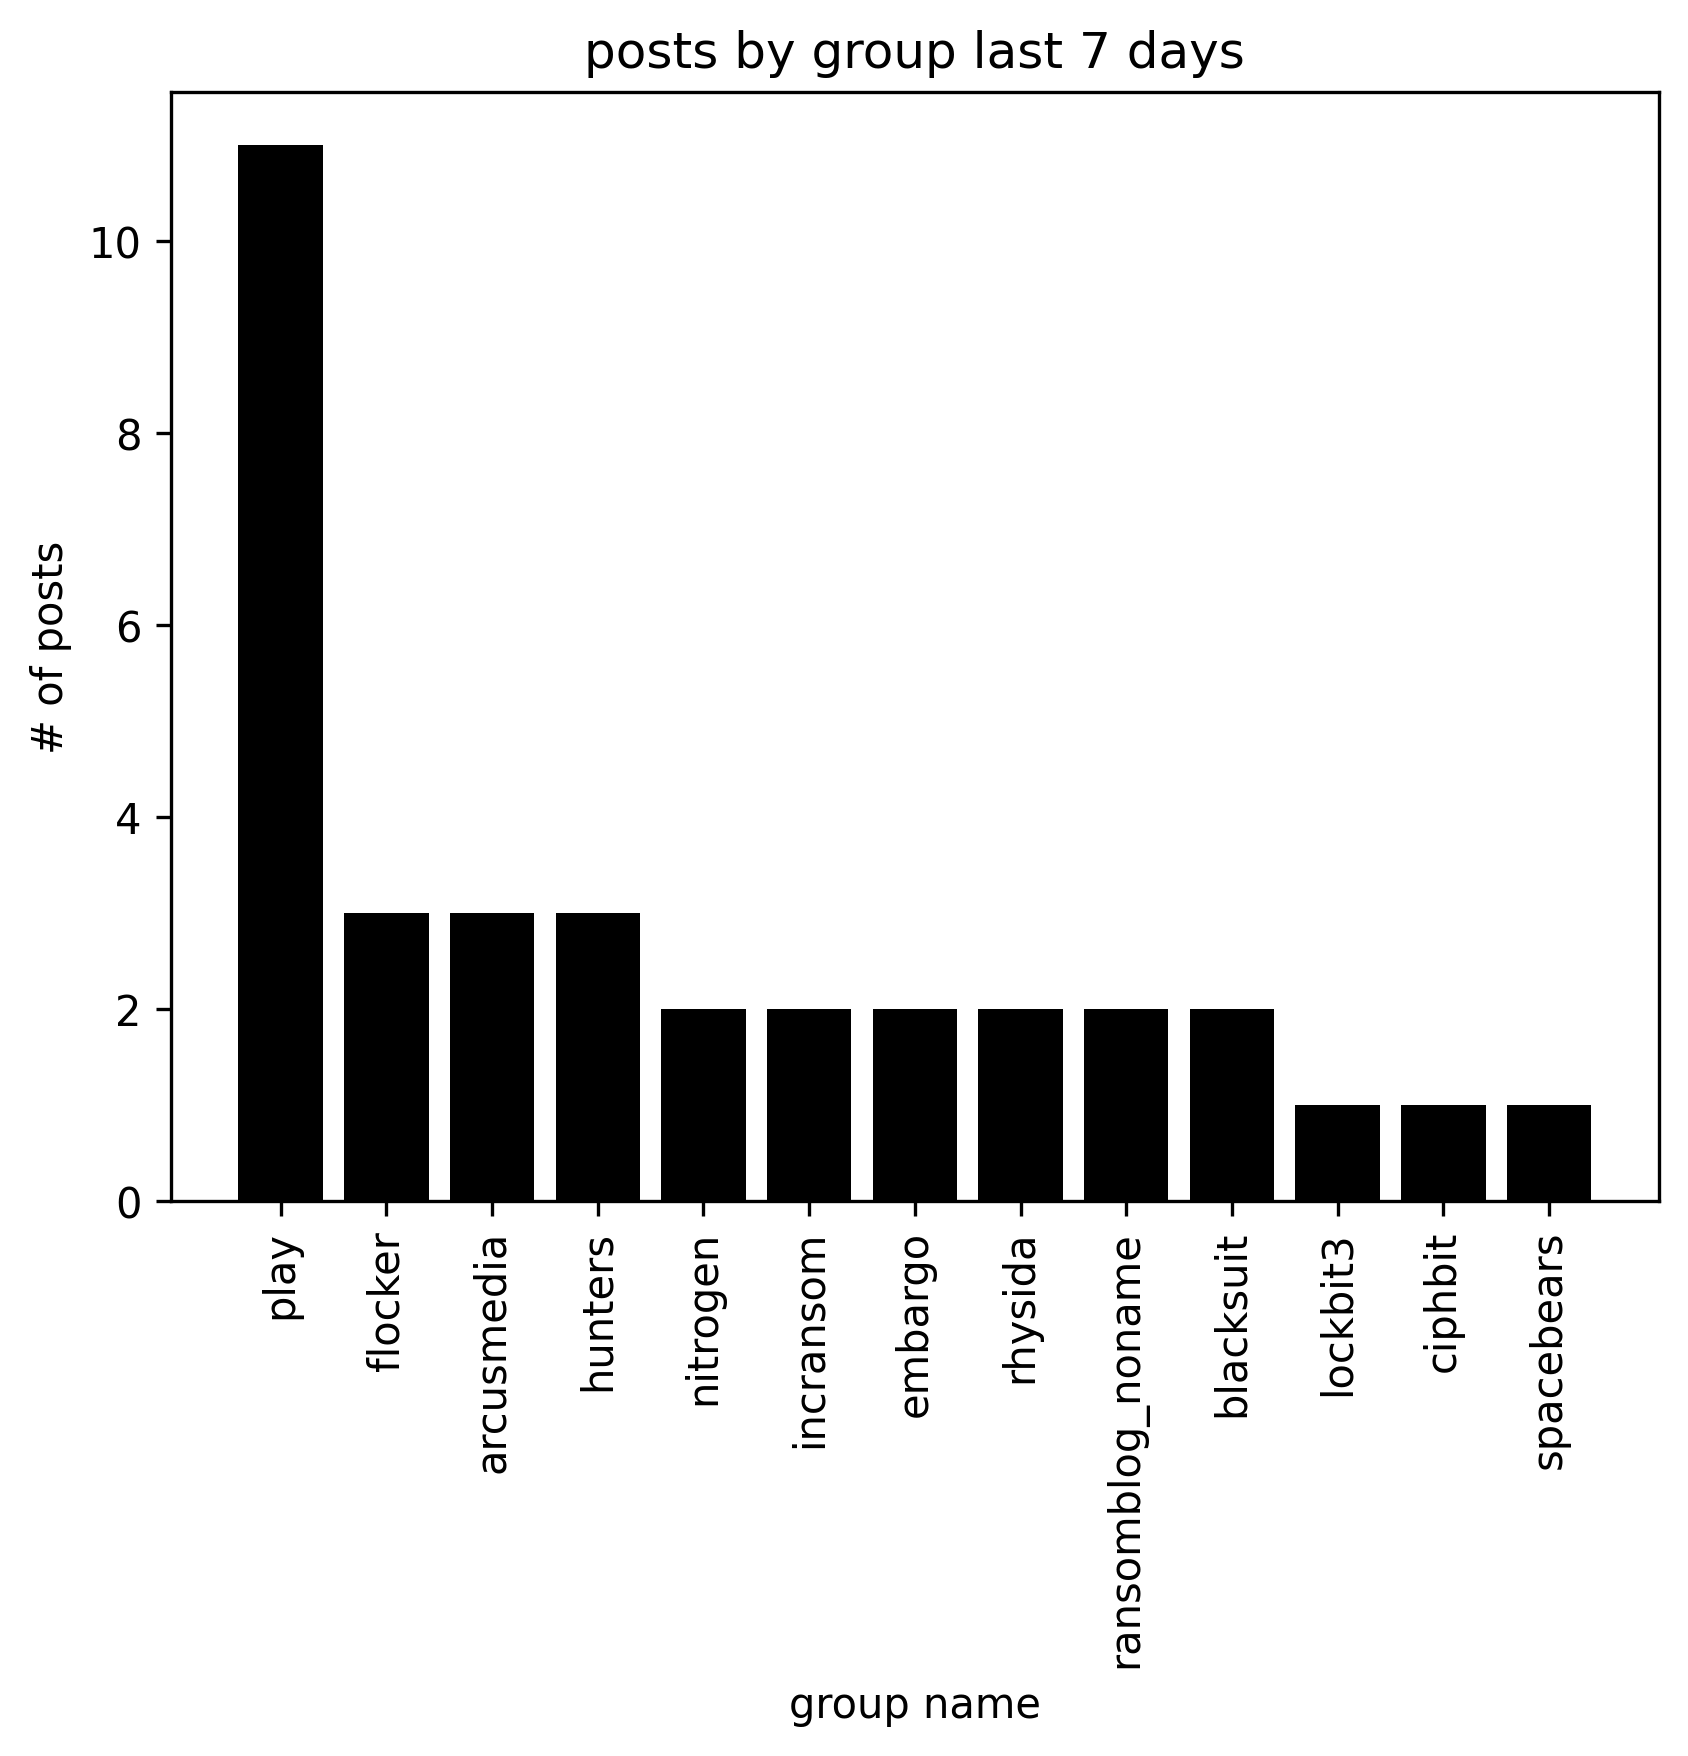 posts by group last 7 days
# of posts
10
8
6
4
2
0
play
flocker
arcusmedia
hunters
nitrogen
incransom
embargo
rhysida
ransomblog_noname
blacksuit
lockbit3
ciphbit
spacebears
group name